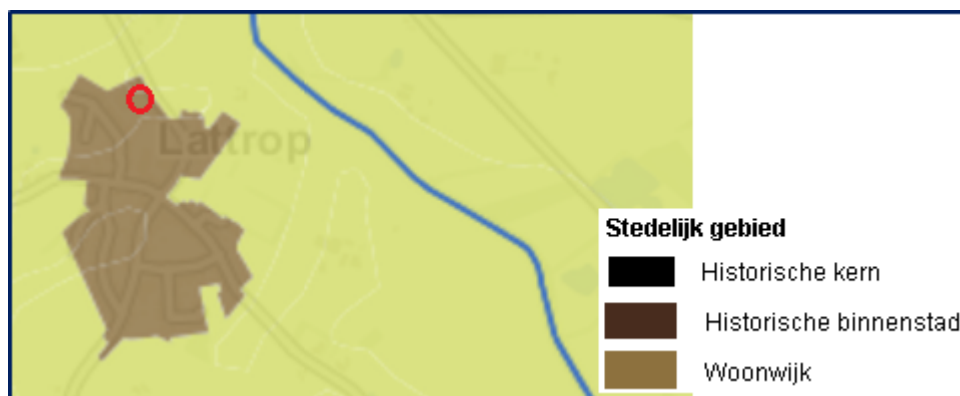 Lattrop
Stedelijk gebied
Historische kern
Historische binnenstad
Woonwijk